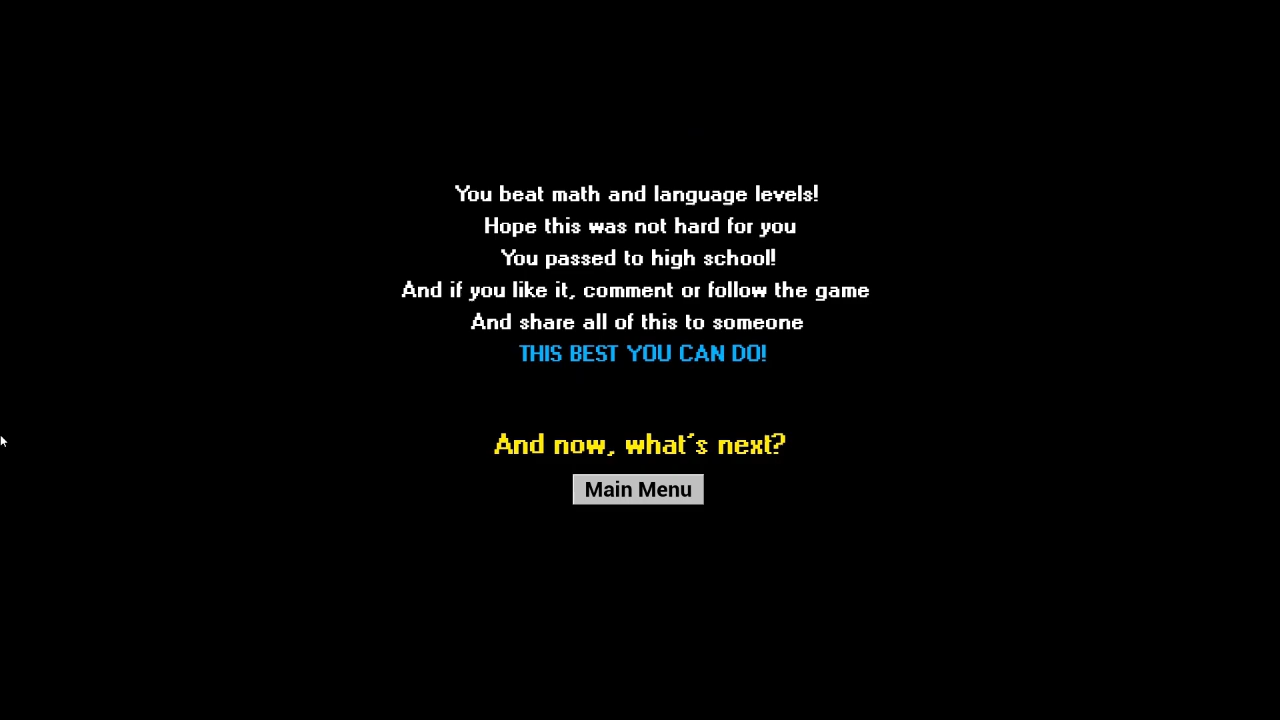 You beat math and language levels!
Hope this was not hard for you
You passed to high school!
And if you like it, comment or follow the game
And share all of this to someone
THIS BEST YOU CAN DO!
And now, what's next?
Main Menu